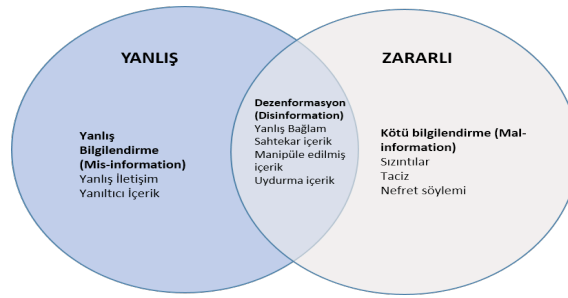 YANLIŞ
ZARARLI
Yanlış
Bilgilendirme
(Mis-information)
Yanlış İletişim
Yanıltıcı İçerik
Dezenformasyon
(Disinformation)
Yanlış Bağlam
Sahtekar içerik
Manipüle edilmiş
içerik
Uydurma içerik
Kötü bilgilendirme (Mal-
information)
Sızıntılar
Taciz
Nefret söylemi